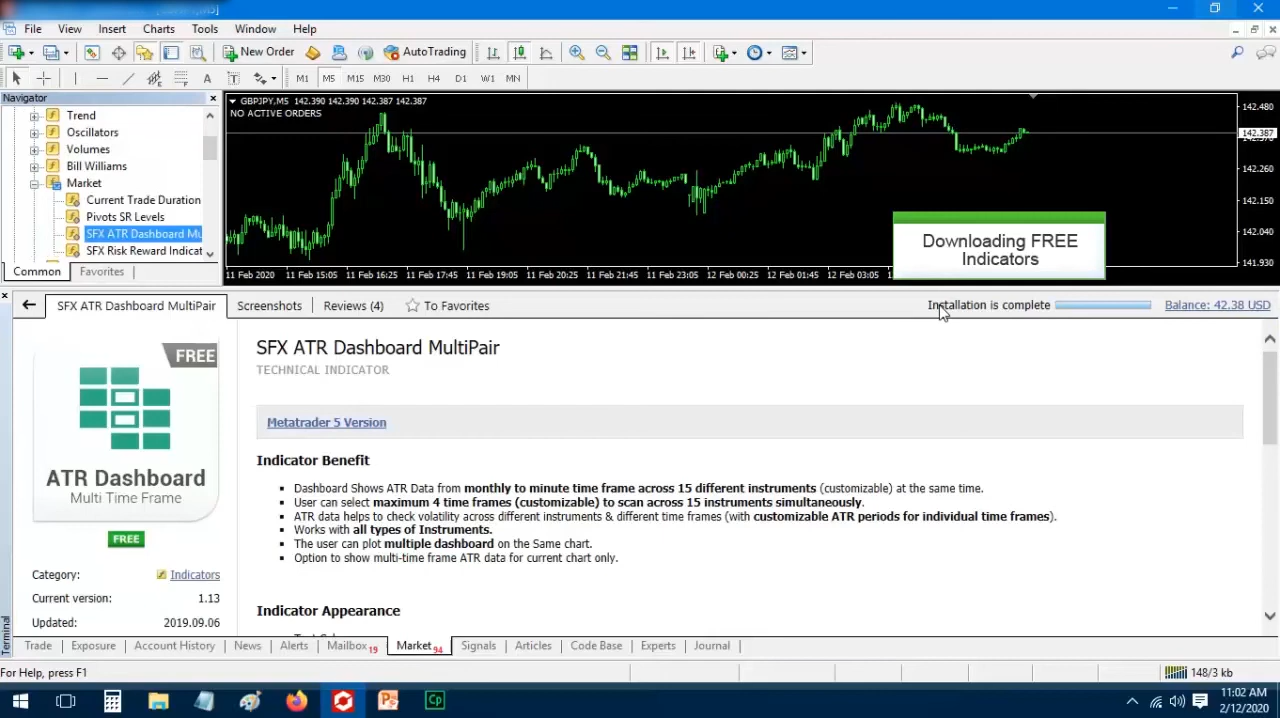 M5]
File View Insert Charts Tools Window Help
New Order AutoTrading
A T M1 M5 M15 M30 H1 H4 D1 W1 MN
Navigator
Trend
Oscillators
Volumes
Bill Williams
Market
Current Trade Duration
Pivots SR Levels
SFX ATR Dashboard Mu
SFX Risk Reward Indicat
Common Favorites
GBPJPY,M5 142.390 142.390 142.387 142.387
NO ACTIVE ORDERS
142.480
142.387
142.260
142.150
142.040
141.930
Downloading FREE
Indicators
11 Feb 2020 11 Feb 15:05 11 Feb 16:25 11 Feb 17:45 11 Feb 19:05 11 Feb 20:25 11 Feb 21:45 11 Feb 23:05 12 Feb 00:25 12 Feb 01:45 12 Feb 03:05
SFX ATR Dashboard MultiPair Screenshots Reviews (4) To Favorites Installation is complete Balance: 42.38 USD
FREE
ATR Dashboard
Multi Time Frame
FREE
Category: Indicators
Current version: 1.13
Updated: 2019.09.06
SFX ATR Dashboard MultiPair
TECHNICAL INDICATOR
Metatrader 5 Version
Indicator Benefit
Dashboard Shows ATR Data from monthly to minute time frame across 15 different instruments (customizable) at the same time.
User can select maximum 4 time frames (customizable) to scan across 15 instruments simultaneously.
ATR data helps to check volatility across different instruments & different time frames (with customizable ATR periods for individual time frames).
Works with all types of Instruments.
The user can plot multiple dashboard on the Same chart.
Option to show multi-time frame ATR data for current chart only.
Indicator Appearance
Terminal
Trade Exposure Account History News Alerts Mailbox 19 Market 94 Signals Articles Code Base Experts Journal
For Help, press F1 148/3 kb
Cp
11:02 AM
2/12/2020